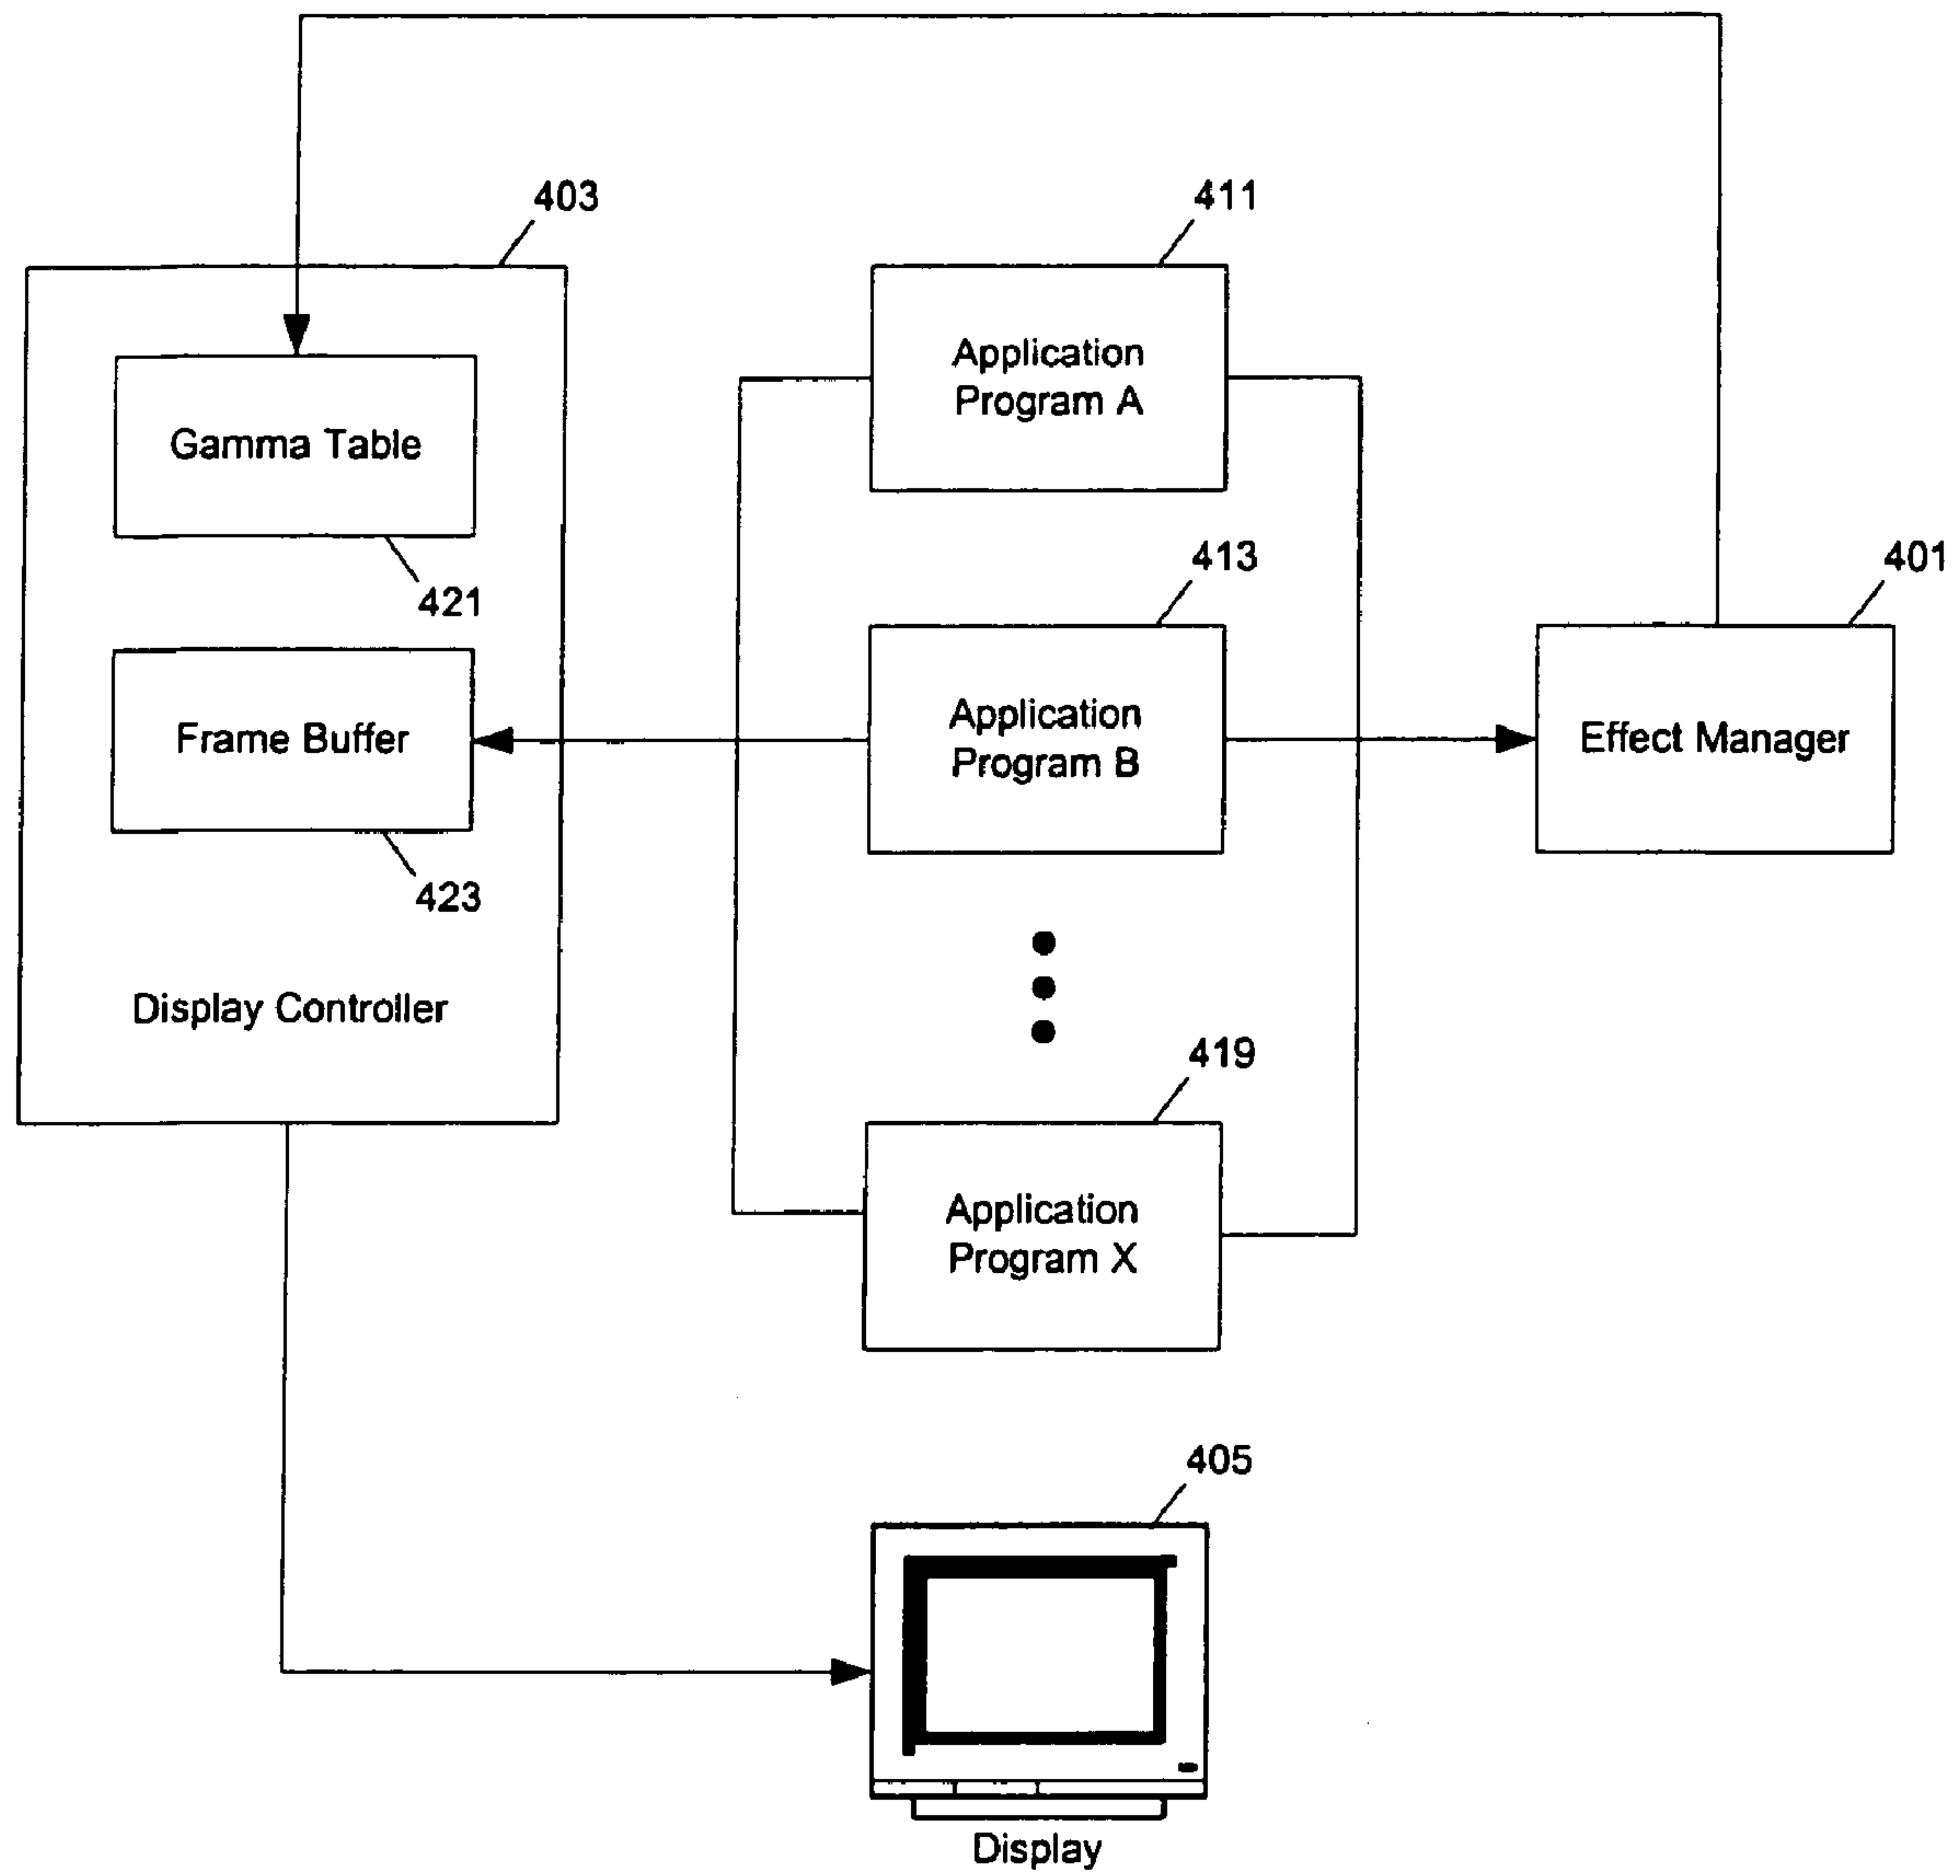 403
411
Application
Program A
Gamma Table
421
413
401
Application
Program B
Frame Buffer
Effect Manager
423
Display Controller
419
Application
Program X
405
Display